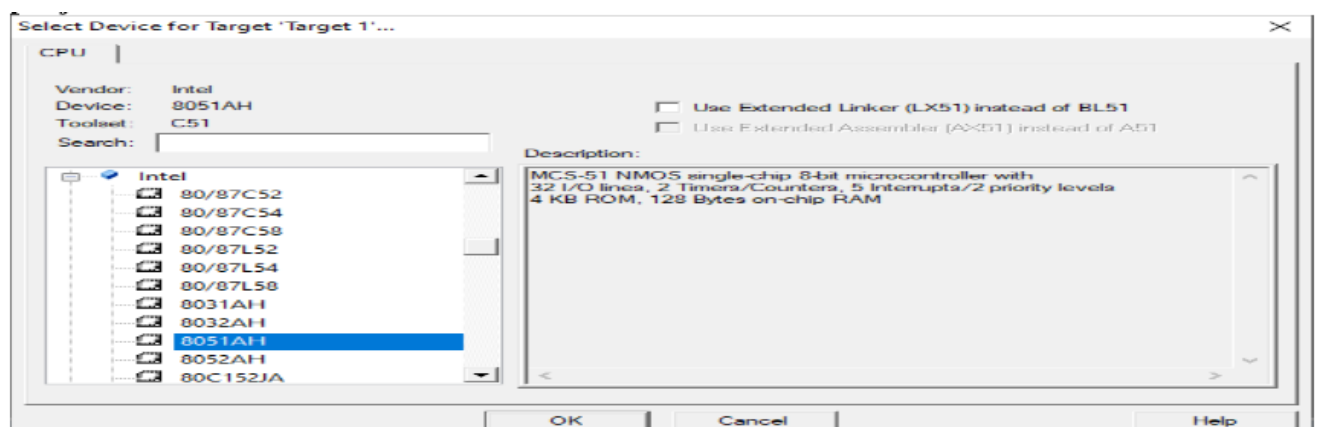 Select Device for Target 'Target 1'...
CPU
Vendor: Intel
Device: 8051AH
Toolset: C51
Search:
Use Extended Linker (LX51) instead of BL51
Use Extended Assembler (AX51) instead of A51
Description:
Intel
80/87C52
80/87C54
80/87C58
80/87L52
80/87L54
80/87L58
8031AH
8032AH
8051AH
8052AH
80C152JA
MCS-51 NMOS single-chip 8-bit microcontroller with
32 I/O lines, 2 Timers/Counters, 5 Interrupts/2 priority levels
4 KB ROM, 128 Bytes on-chip RAM
OK
Cancel
Help